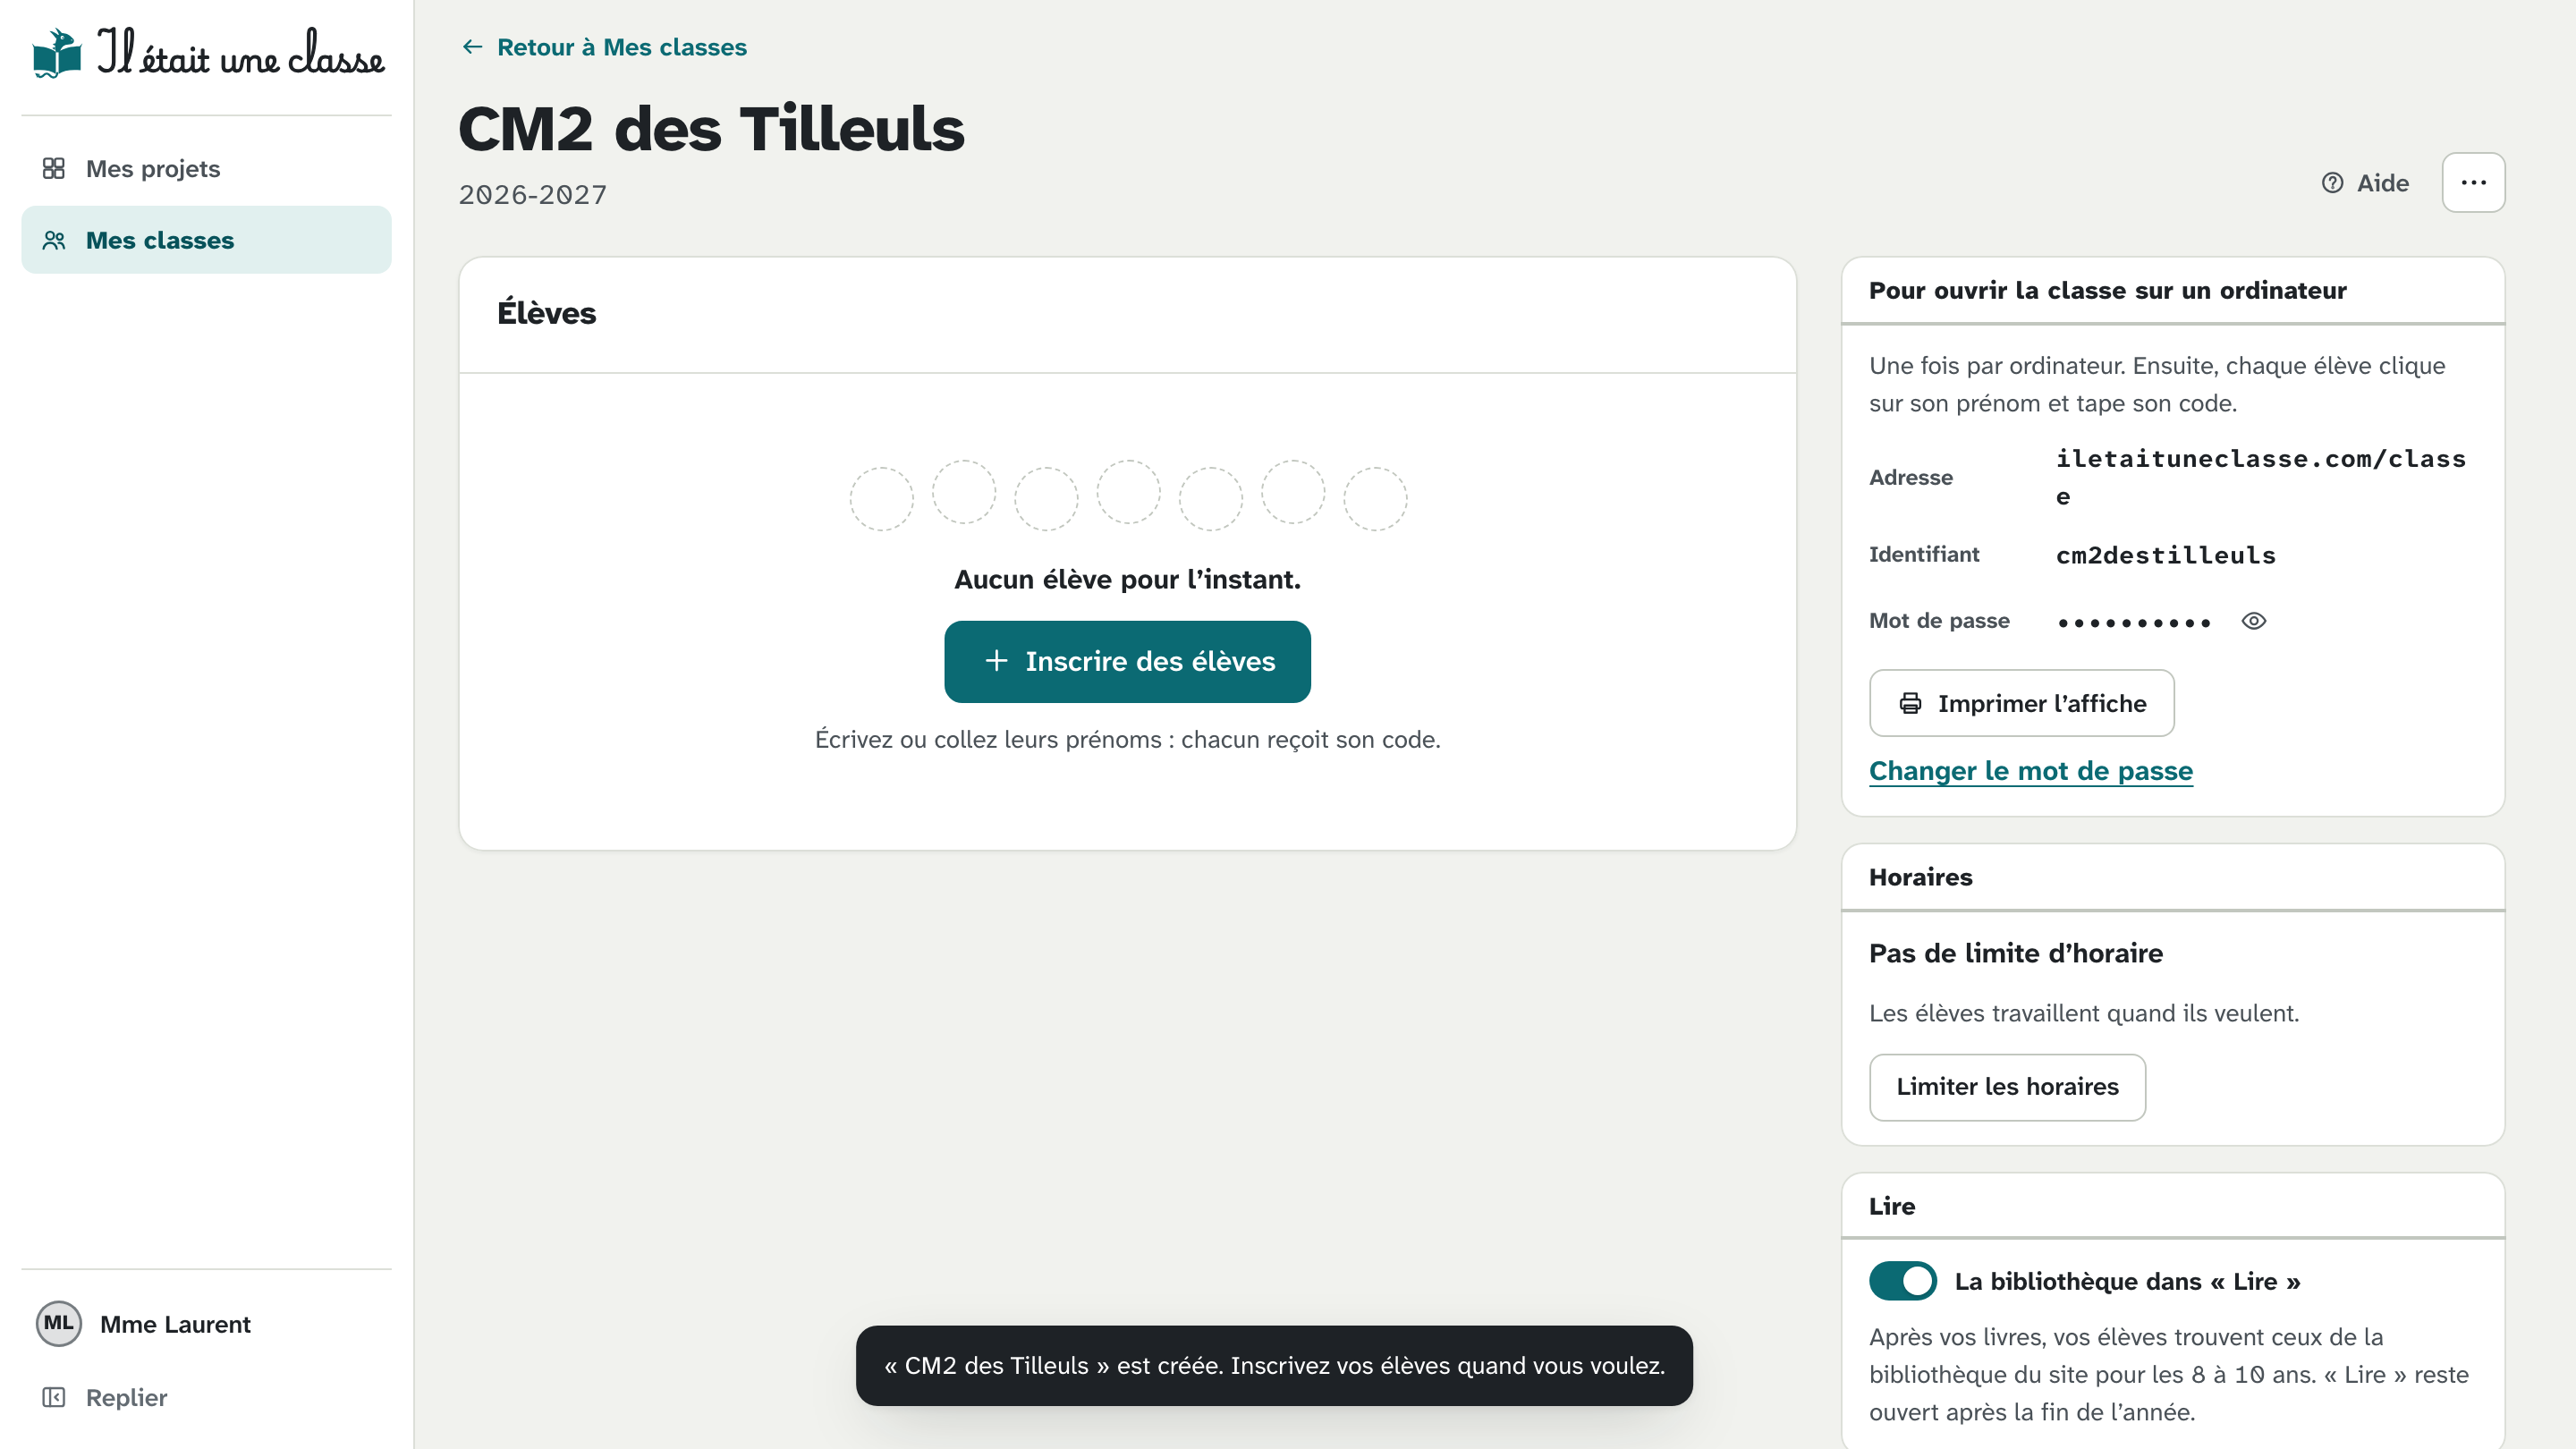 Il était une classe
Mes projets
Mes classes
ML
Mme Laurent
Replier
Retour à Mes classes
CM2 des Tilleuls
2026-2027
Aide
Élèves
Aucun élève pour l’instant.
Inscrire des élèves
Écrivez ou collez leurs prénoms : chacun reçoit son code.
Pour ouvrir la classe sur un ordinateur
Une fois par ordinateur. Ensuite, chaque élève clique
sur son prénom et tape son code.
Adresse
iletaituneclasse.com/class
e
Identifiant
cm2destilleuls
Mot de passe
••••••••••
Imprimer l’affiche
Changer le mot de passe
Horaires
Pas de limite d’horaire
Les élèves travaillent quand ils veulent.
Limiter les horaires
Lire
La bibliothèque dans « Lire »
Après vos livres, vos élèves trouvent ceux de la
bibliothèque du site pour les 8 à 10 ans. « Lire » reste
ouvert après la fin de l’année.
« CM2 des Tilleuls » est créée. Inscrivez vos élèves quand vous voulez.